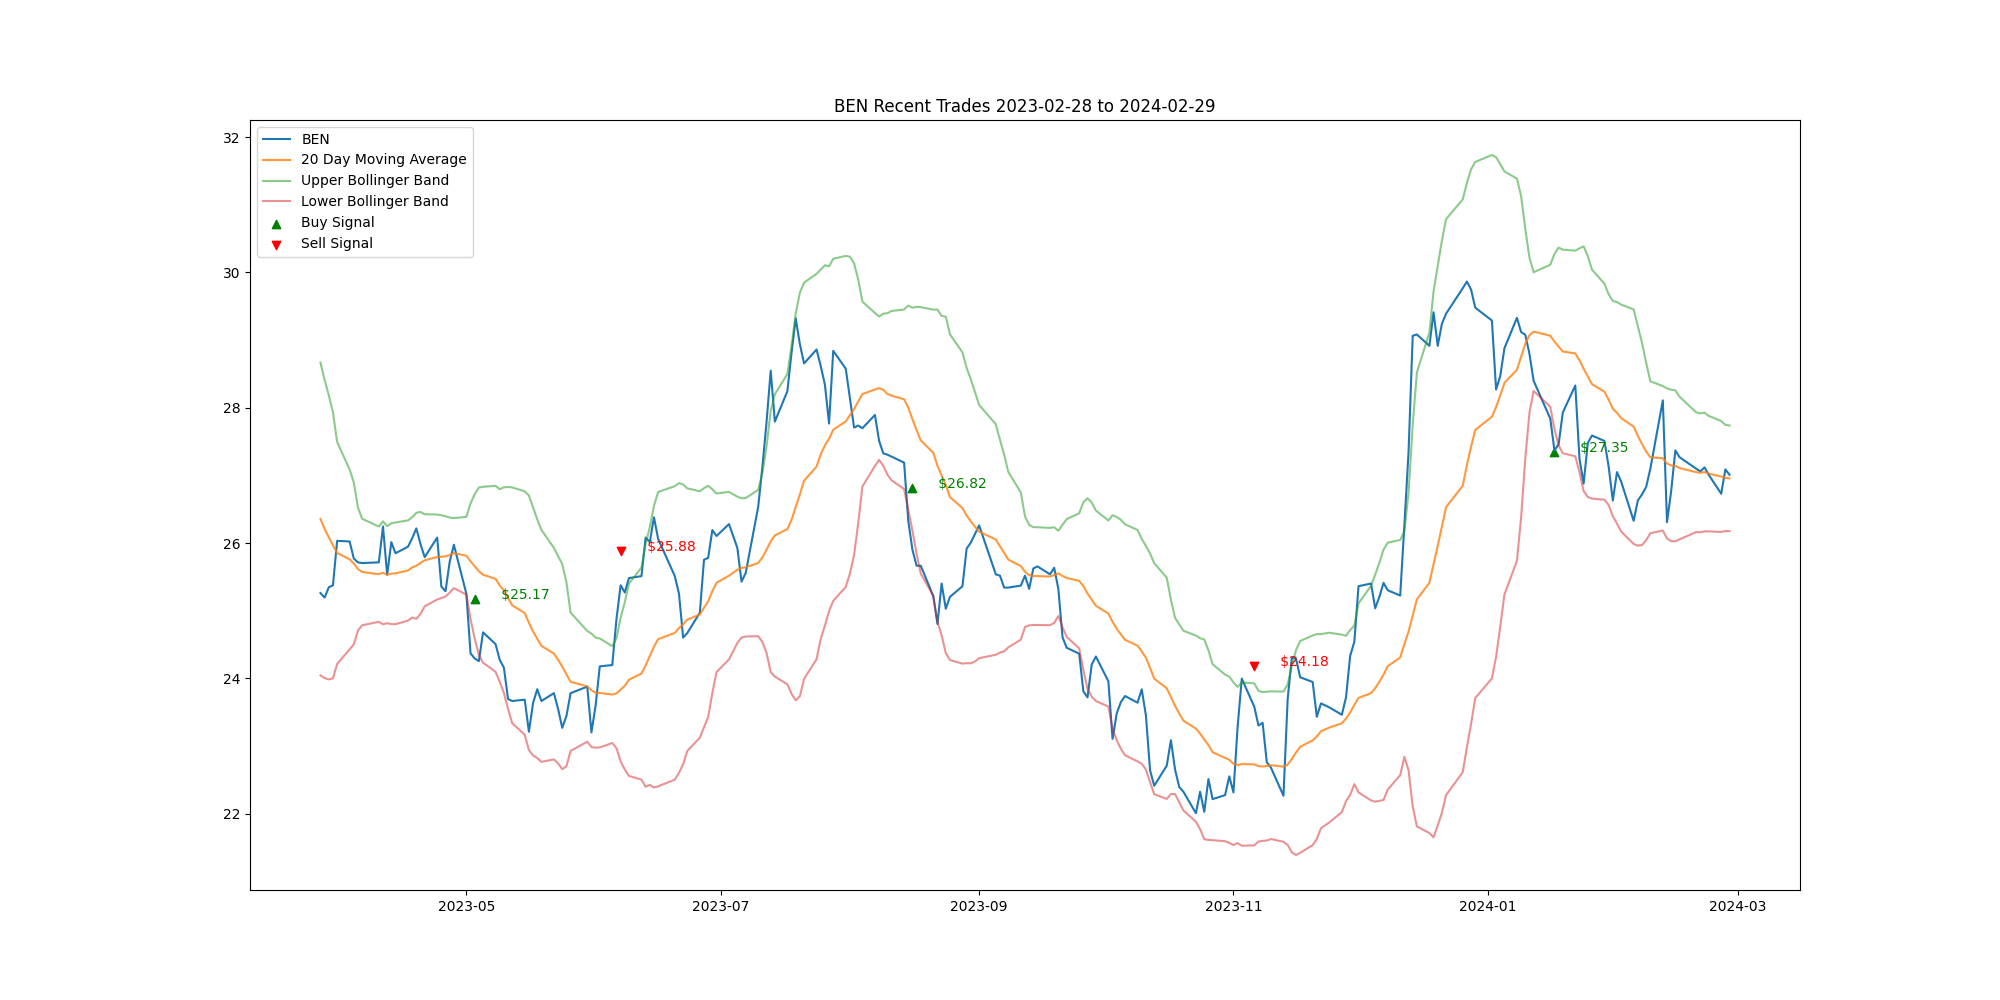 BEN Recent Trades 2023-02-28 to 2024-02-29
32
30
28
26
24
22
BEN
20 Day Moving Average
Upper Bollinger Band
Lower Bollinger Band
Buy Signal
Sell Signal
$25.17
$25.88
$26.82
$24.18
$27.35
2023-05
2023-07
2023-09
2023-11
2024-01
2024-03